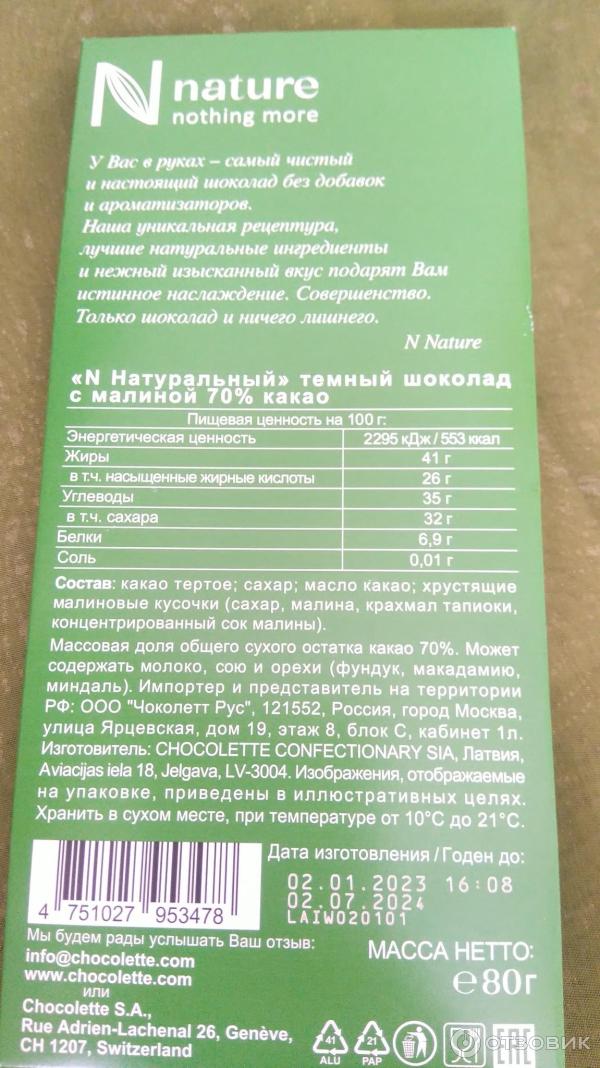 N nature
nothing more
У Вас в руках – самый чистый
и настоящий шоколад без добавок
и ароматизаторов.
Наша уникальная рецептура,
лучшие натуральные ингредиенты
и нежный изысканный вкус подарят Вам
истинное наслаждение. Совершенство.
Только шоколад и ничего лишнего.
N Nature
«N Натуральный» темный шоколад
с малиной 70% какао
Пищевая ценность на 100 г:
Энергетическая ценность 2295 кДж / 553 ккал
Жиры 41 г
в т.ч. насыщенные жирные кислоты 26 г
Углеводы 35 г
в т.ч. сахара 32 г
Белки 6,9 г
Соль 0,01 г
Состав: какао тертое; сахар; масло какао; хрустящие
малиновые кусочки (сахар, малина, крахмал тапиоки,
концентрированный сок малины).
Массовая доля общего сухого остатка какао 70%. Может
содержать молоко, сою и орехи (фундук, макадамию,
миндаль). Импортер и представитель на территории
РФ: ООО "Чоколетт Рус", 121552, Россия, город Москва,
улица Ярцевская, дом 19, этаж 8, блок С, кабинет 1л.
Изготовитель: CHOCOLETTE CONFECTIONARY SIA, Латвия,
Aviacijas iela 18, Jelgava, LV-3004. Изображения, отображаемые
на упаковке, приведены в иллюстративных целях.
Хранить в сухом месте, при температуре от 10°C до 21°C.
Дата изготовления / Годен до:
02.01.2023 16:08
02.07.2024
LAIW020101
4 751027 953478
Мы будем рады услышать Ваш отзыв:
info@chocolette.com
www.chocolette.com
или
Chocolette S.A.,
Rue Adrien-Lachenal 26, Genève,
CH 1207, Switzerland
МАССА НЕТТО:
℮80г
41 ALU
21 PAP
2
EAC
ОТЗОВИК